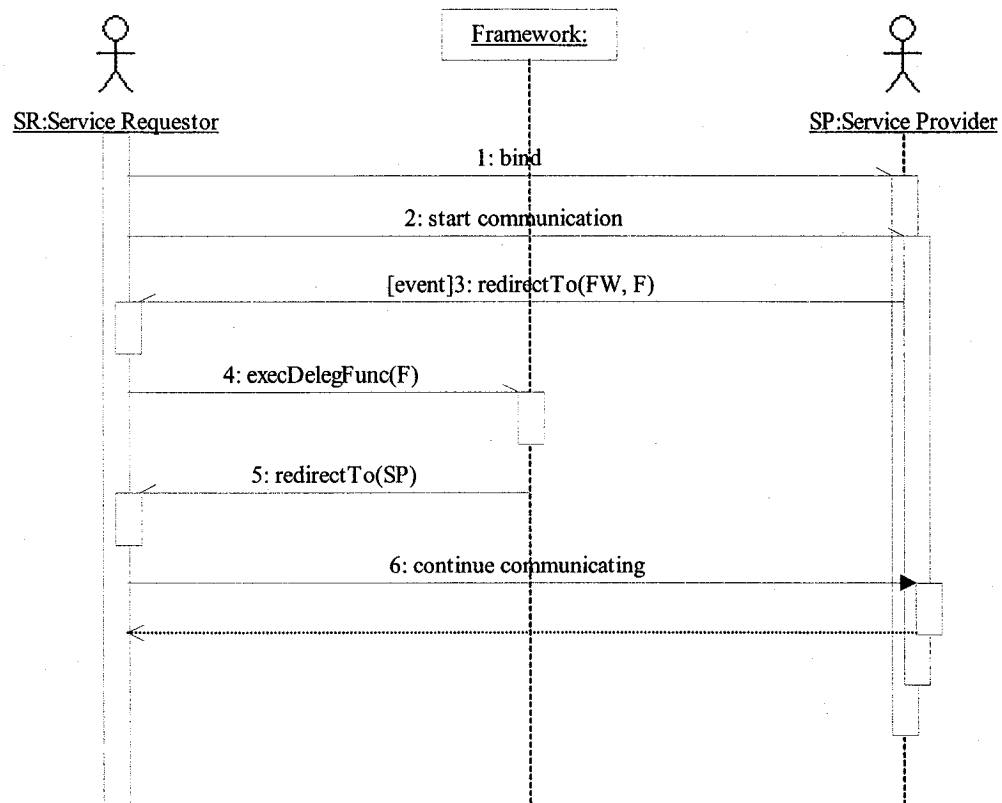 Framework:
SR:Service Requestor
SP:Service Provider
1: bind
2: start communication
[event]3: redirectTo(FW, F)
4: execDelegFunc(F)
5: redirectTo(SP)
6: continue communicating